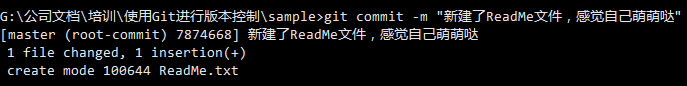 G:\公司文档\培训\使用Git进行版本控制\sample>git commit -m "新建了ReadMe文件，感觉自己萌萌哒"
[master (root-commit) 7874668] 新建了ReadMe文件，感觉自己萌萌哒
 1 file changed, 1 insertion(+)
 create mode 100644 ReadMe.txt